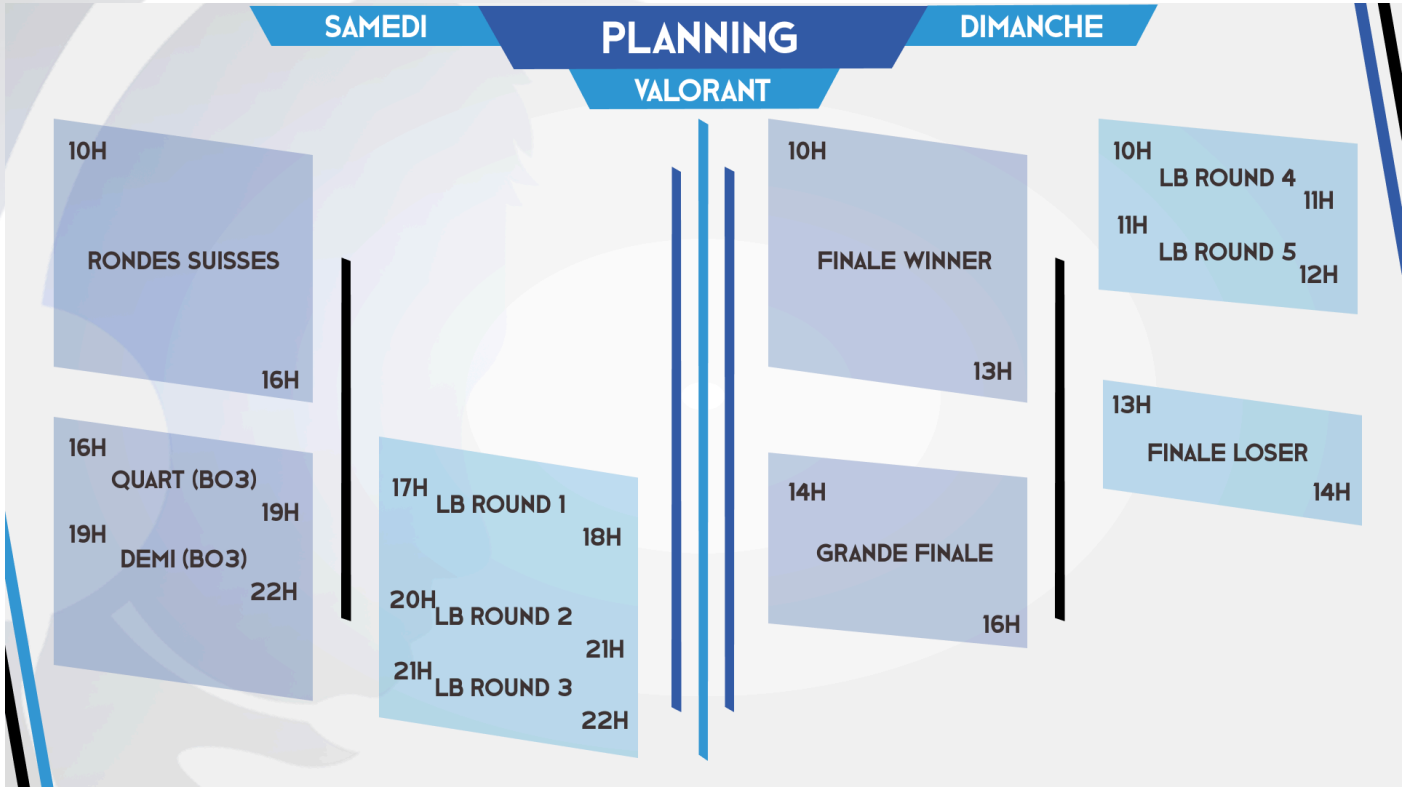 SAMEDI
PLANNING
DIMANCHE
VALORANT
10H
RONDES SUISSES
16H
16H
QUART (BO3)
19H
19H
DEMI (BO3)
22H
17H
LB ROUND 1
18H
20H
LB ROUND 2
21H
21H
LB ROUND 3
22H
10H
FINALE WINNER
13H
14H
GRANDE FINALE
16H
10H
LB ROUND 4
11H
11H
LB ROUND 5
12H
13H
FINALE LOSER
14H